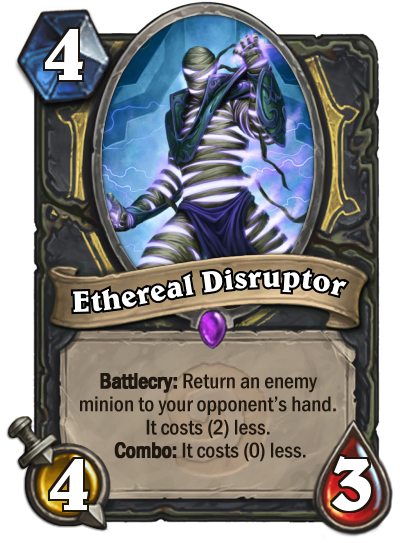 4
Ethereal Disruptor
Battlecry: Return an enemy
minion to your opponent's hand.
It costs (2) less.
Combo: It costs (0) less.
4
3